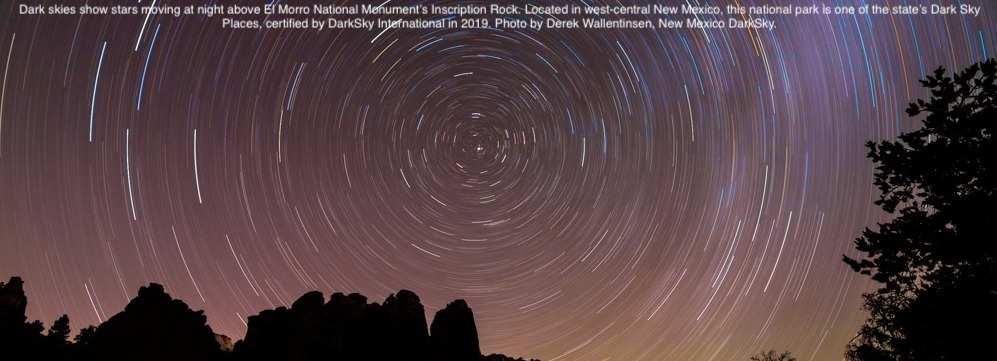 Dark skies show stars moving at night above El Morro National Monument's Inscription Rock. Located in west-central New Mexico, this national park is one of the state's Dark Sky
Places, certified by DarkSky International in 2019. Photo by Derek Wallentinsen, New Mexico DarkSky.